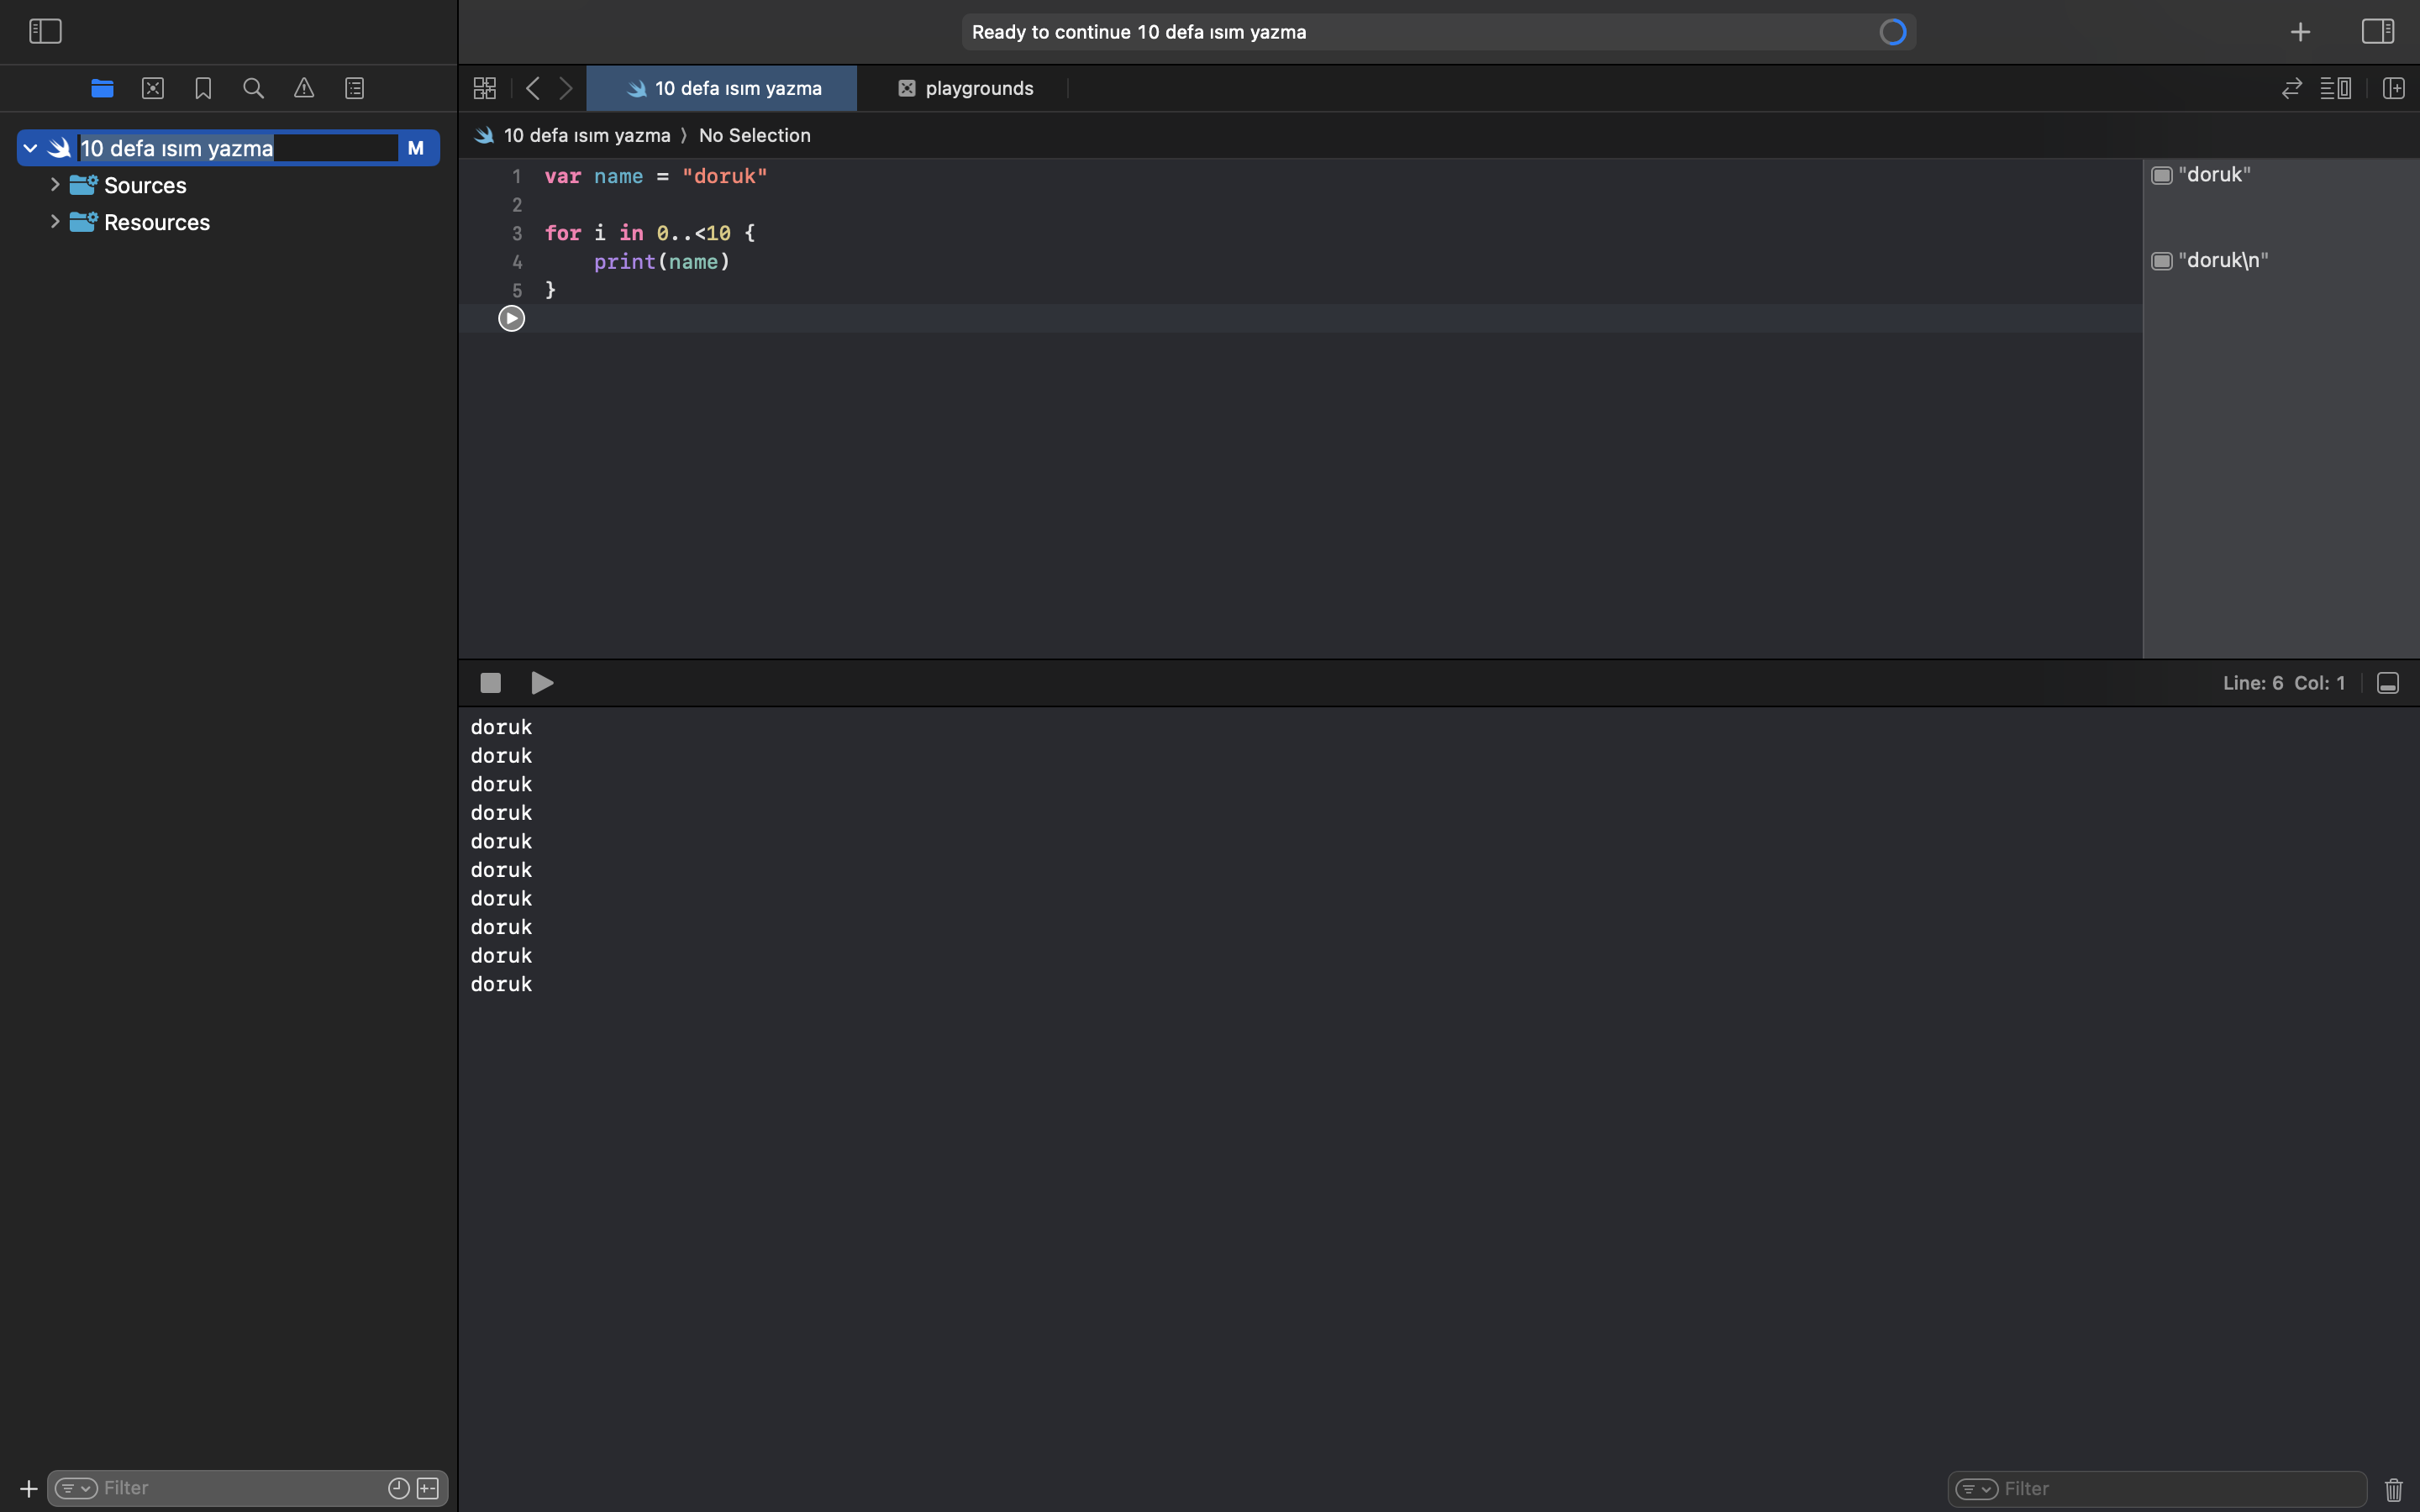 Ready to continue 10 defa ısım yazma
10 defa ısım yazma
playgrounds
10 defa ısım yazma M
Sources
Resources
10 defa ısım yazma 〉 No Selection
1 var name = "doruk"
2
3 for i in 0..<10 {
4     print(name)
5 }
"doruk"
"doruk\n"
Line: 6 Col: 1
doruk
doruk
doruk
doruk
doruk
doruk
doruk
doruk
doruk
doruk
Filter
Filter